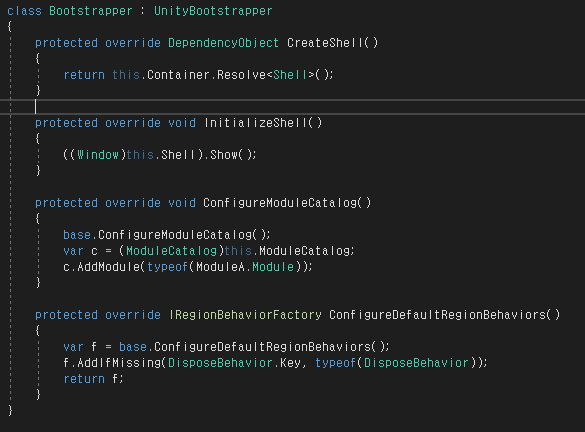 class Bootstrapper : UnityBootstrapper
{
    protected override DependencyObject CreateShell()
    {
        return this.Container.Resolve<Shell>();
    }

    protected override void InitializeShell()
    {
        ((Window)this.Shell).Show();
    }

    protected override void ConfigureModuleCatalog()
    {
        base.ConfigureModuleCatalog();
        var c = (ModuleCatalog)this.ModuleCatalog;
        c.AddModule(typeof(ModuleA.Module));
    }

    protected override IRegionBehaviorFactory ConfigureDefaultRegionBehaviors()
    {
        var f = base.ConfigureDefaultRegionBehaviors();
        f.AddIfMissing(DisposeBehavior.Key, typeof(DisposeBehavior));
        return f;
    }
}